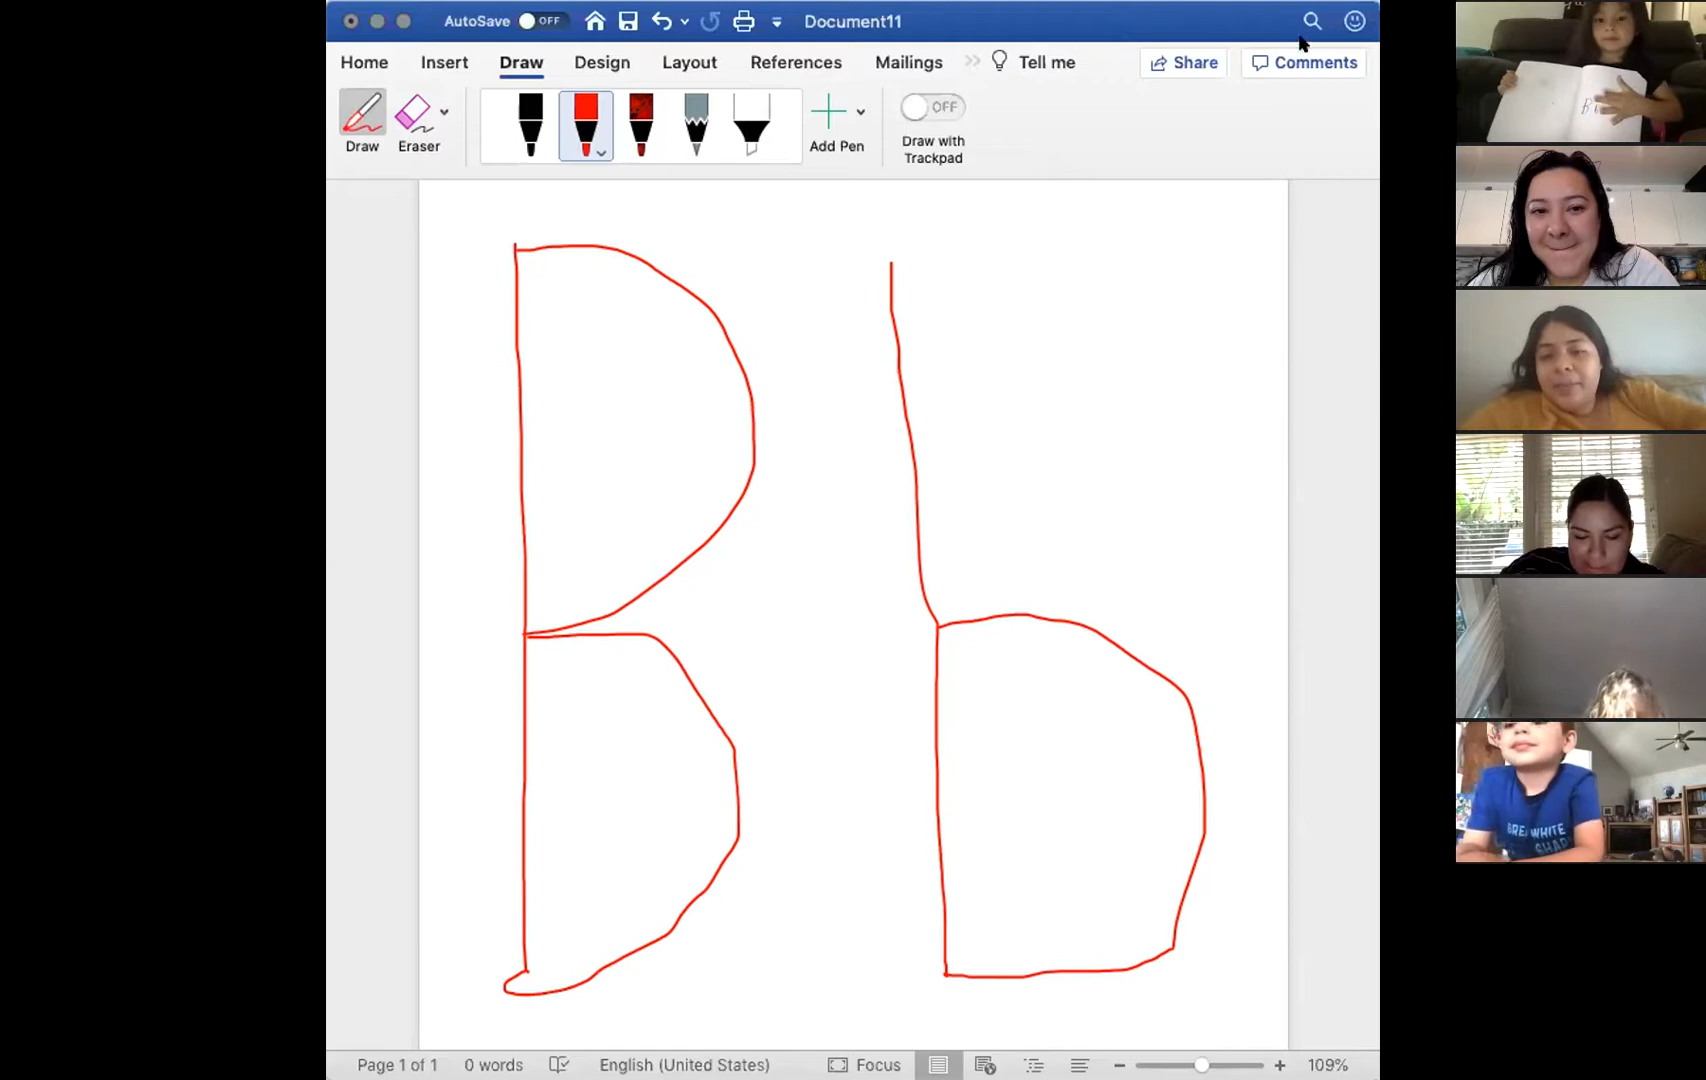 AutoSave OFF Document11
Home Insert Draw Design Layout References Mailings Tell me Share Comments
Draw Eraser Add Pen OFF Draw with Trackpad
B b
B
Page 1 of 1 0 words English (United States) Focus 109%